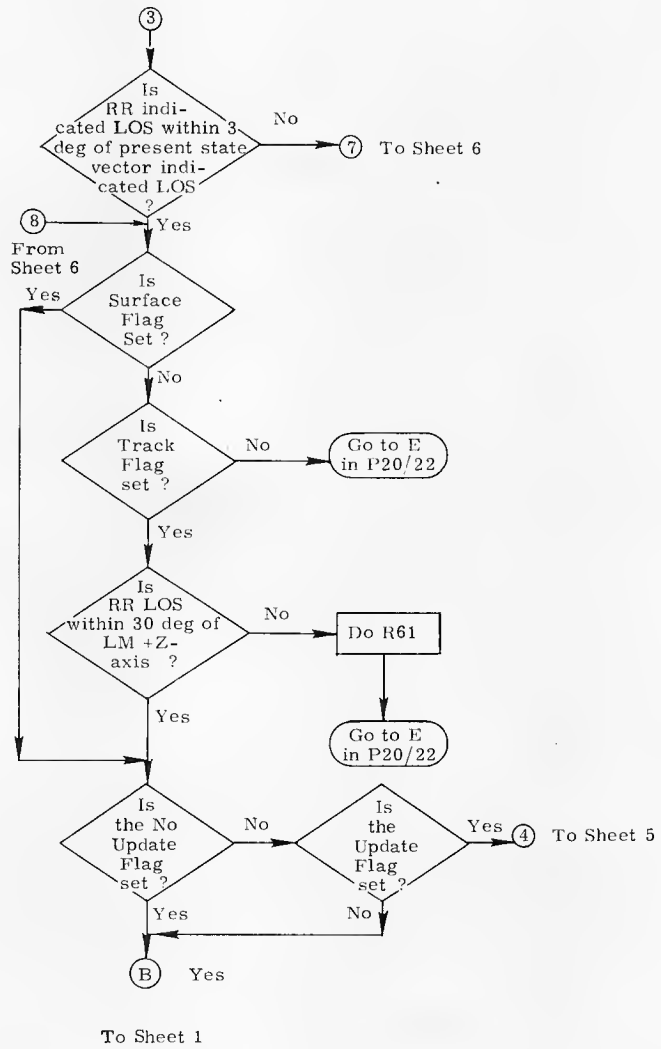 3
Is
RR indi-
cated LOS within 3
deg of present state
vector indi-
cated LOS
?
No
7 To Sheet 6
8
Yes
From
Sheet 6
Yes
Is
Surface
Flag
Set ?
No
Is
Track
Flag
set ?
No
Go to E
in P20/22
Yes
Is
RR LOS
within 30 deg of
LM +Z-
axis ?
No
Do R61
Yes
Go to E
in P20/22
Is
the No
Update
Flag
set ?
No
Is
the
Update
Flag
set ?
Yes
4 To Sheet 5
Yes
No
B Yes
To Sheet 1